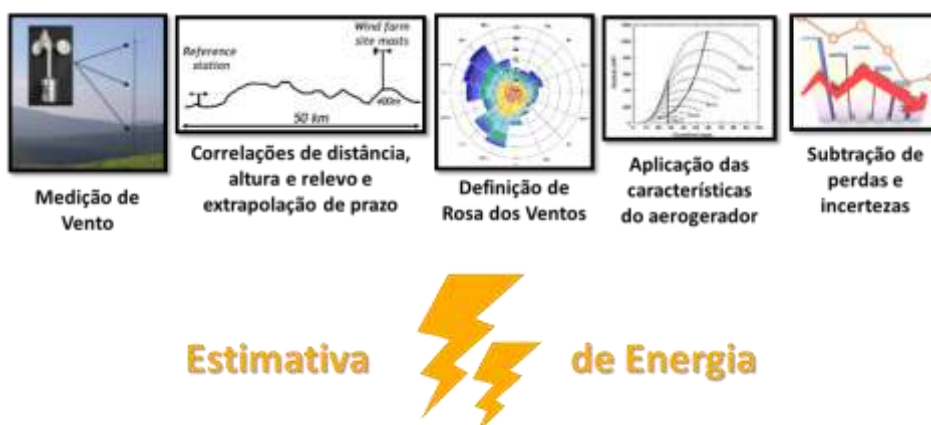 Reference
station
Wind farm
site masts
400m
50 km
Medição de
Vento
Correlações de distância,
altura e relevo e
extrapolação de prazo
Definição de
Rosa dos Ventos
Aplicação das
características
do aerogerador
Subtração de
perdas e
incertezas
Estimativa
de Energia